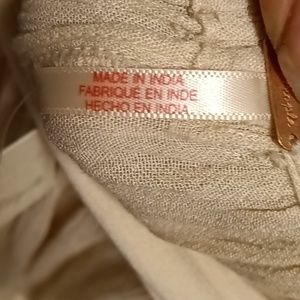 MADE IN INDIA
FABRIQUÉ EN INDE
HECHO EN INDIA